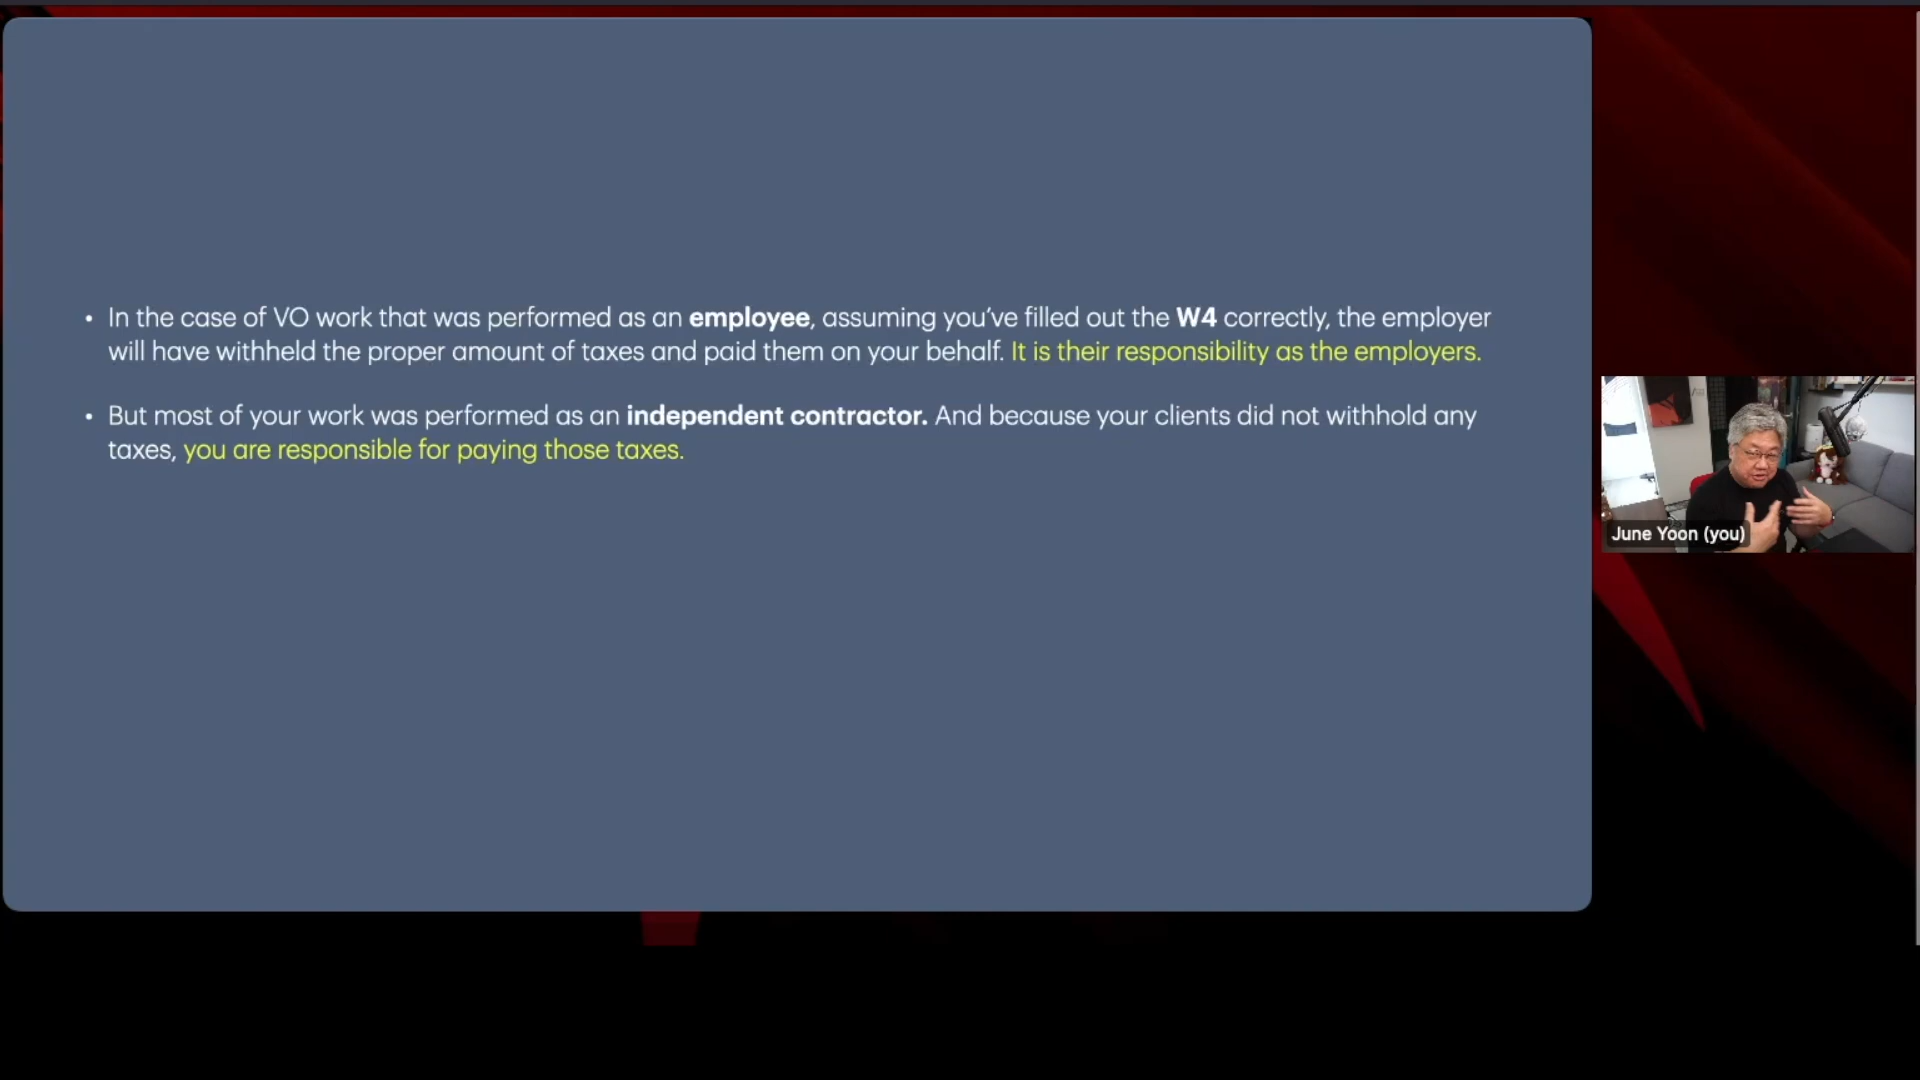 • In the case of VO work that was performed as an employee, assuming you’ve filled out the W4 correctly, the employer
will have withheld the proper amount of taxes and paid them on your behalf. It is their responsibility as the employers.
• But most of your work was performed as an independent contractor. And because your clients did not withhold any
taxes, you are responsible for paying those taxes.
June Yoon (you)